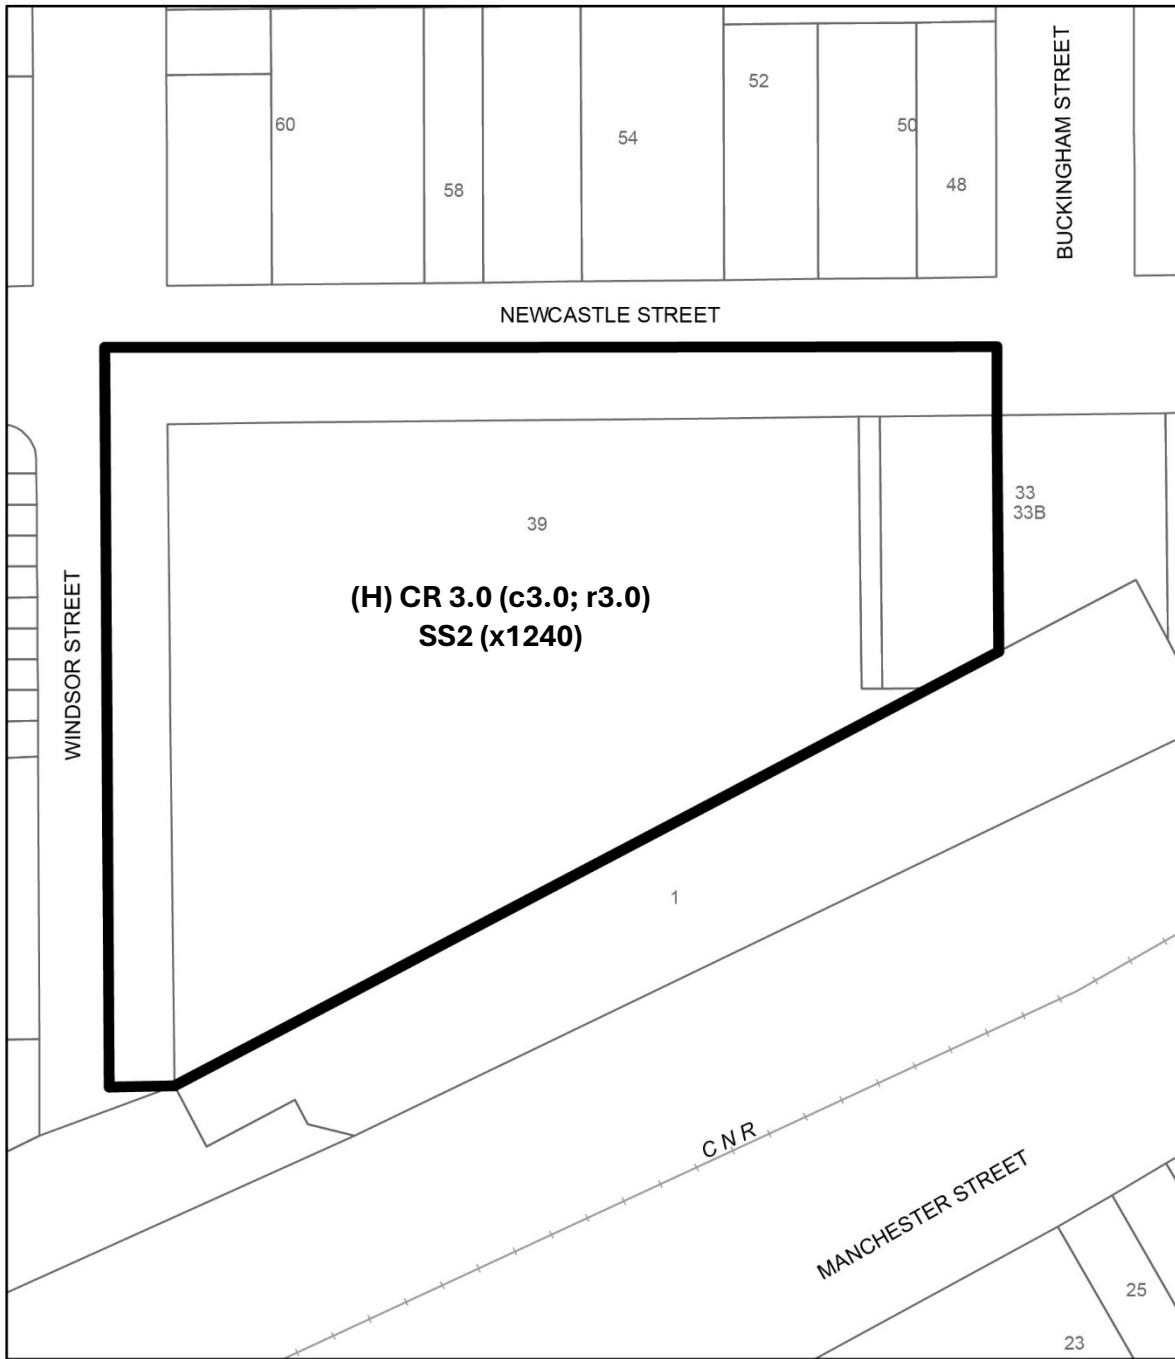 BUCKINGHAM STREET
52
60
54
50
58
48
NEWCASTLE STREET
33
33B
39
(H) CR 3.0 (c3.0; r3.0)
SS2 (x1240)
WINDSOR STREET
1
CNR
MANCHESTER STREET
25
23